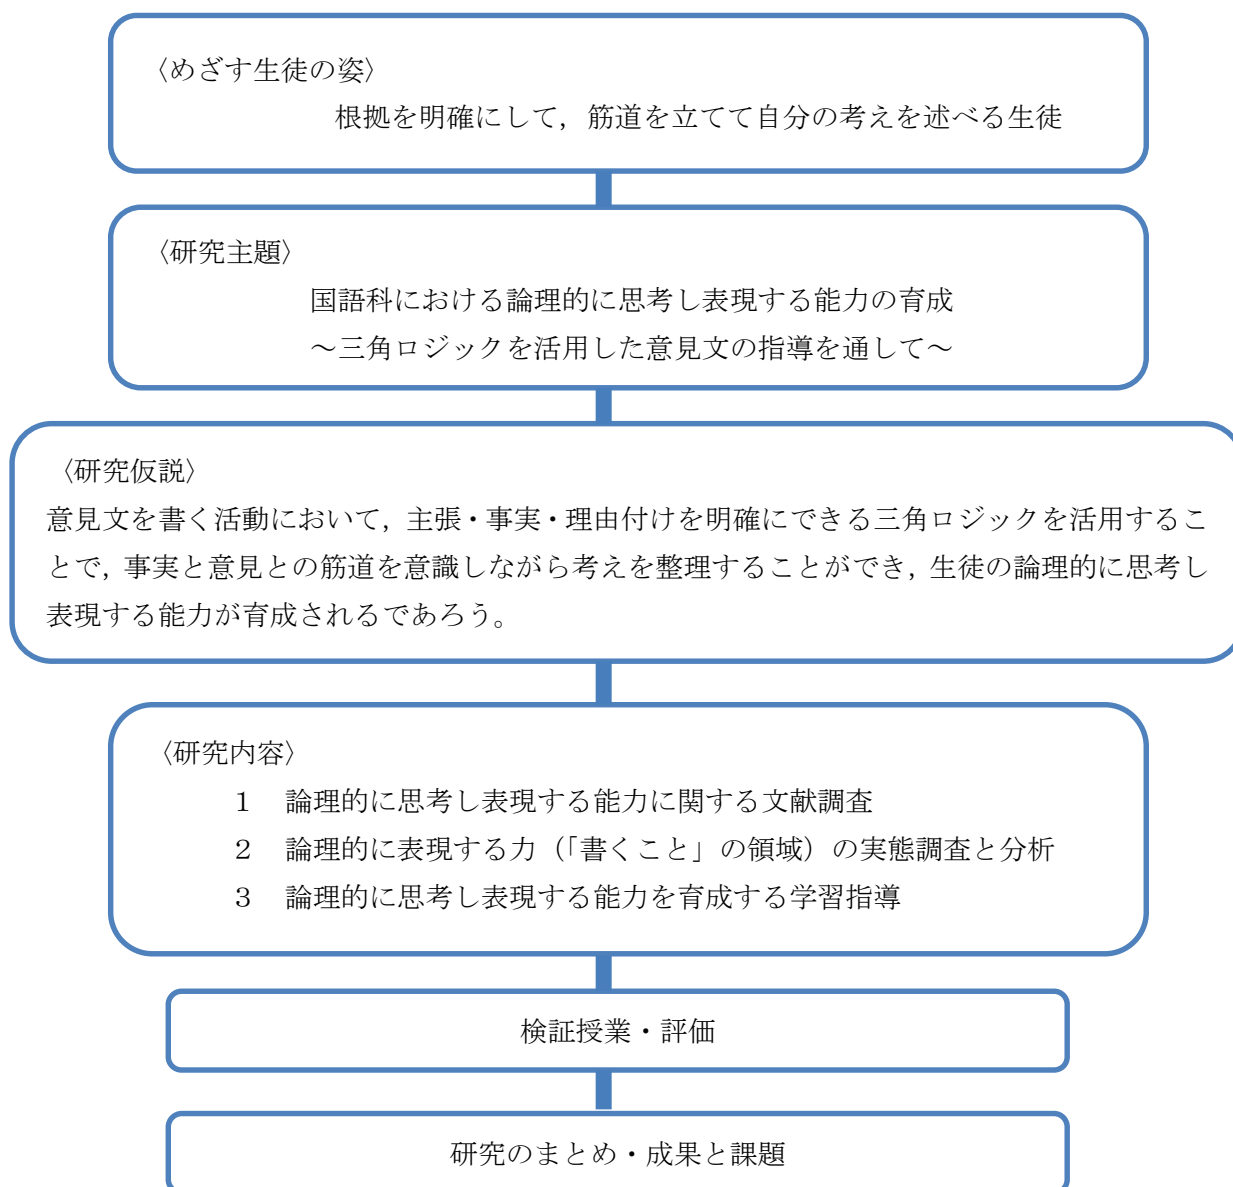 〈めざす生徒の姿〉
根拠を明確にして，筋道を立てて自分の考えを述べる生徒
〈研究主題〉
国語科における論理的に思考し表現する能力の育成
～三角ロジックを活用した意見文の指導を通して～
〈研究仮説〉
意見文を書く活動において，主張・事実・理由付けを明確にできる三角ロジックを活用するこ
とで，事実と意見との筋道を意識しながら考えを整理することができ，生徒の論理的に思考し
表現する能力が育成されるであろう。
〈研究内容〉
１　論理的に思考し表現する能力に関する文献調査
２　論理的に表現する力（「書くこと」の領域）の実態調査と分析
３　論理的に思考し表現する能力を育成する学習指導
検証授業・評価
研究のまとめ・成果と課題